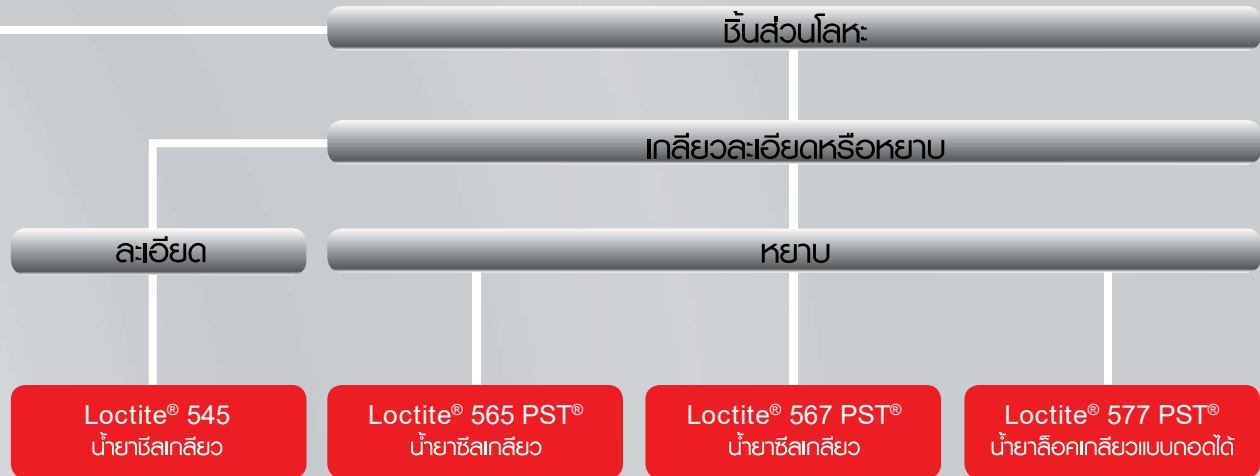 ชิ้นส่วนโลหะ
เกลียวละเอียดหรือหยาบ
ละเอียด
หยาบ
Loctite® 545
น้ำยาซีลเกลียว
Loctite® 565 PST®
น้ำยาซีลเกลียว
Loctite® 567 PST®
น้ำยาซีลเกลียว
Loctite® 577 PST®
น้ำยาล็อคเกลียวแบบถอดได้